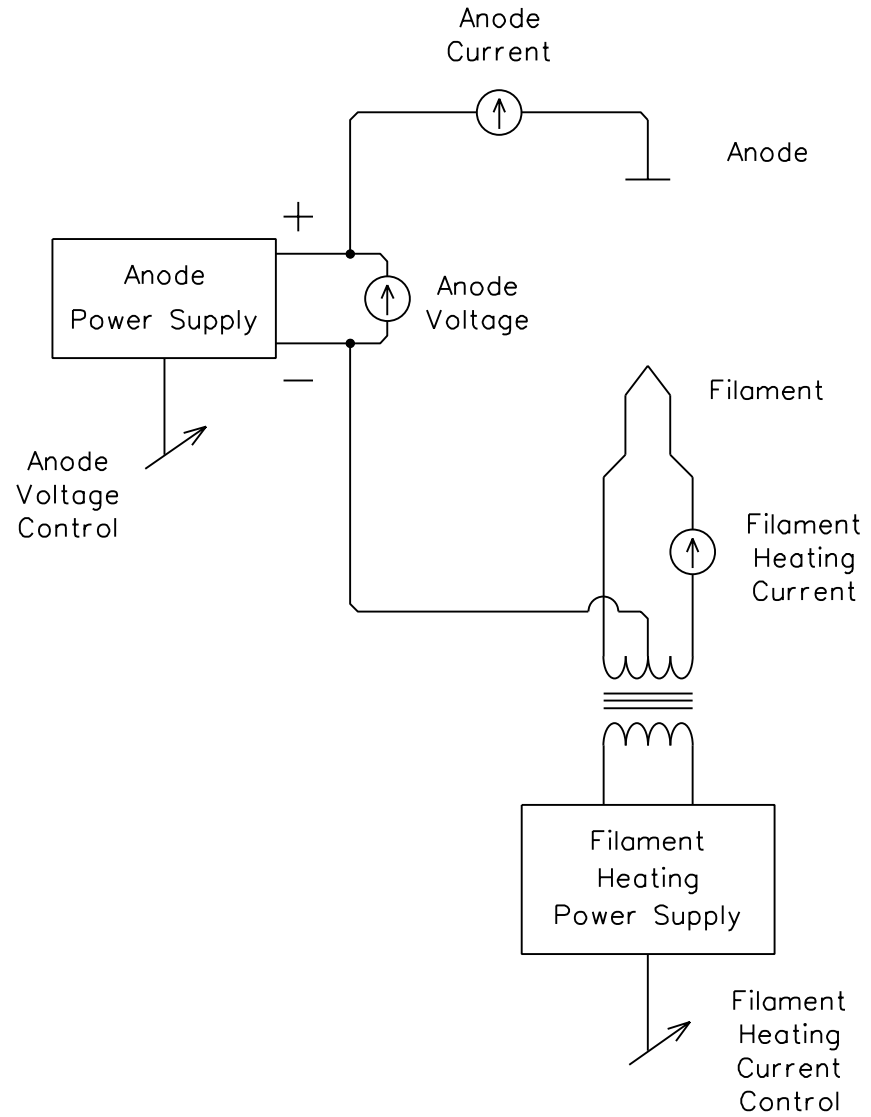 Anode
Current
Anode
+
Anode
Power Supply
Anode
Voltage
−
Filament
Anode
Voltage
Control
Filament
Heating
Current
Filament
Heating
Power Supply
Filament
Heating
Current
Control